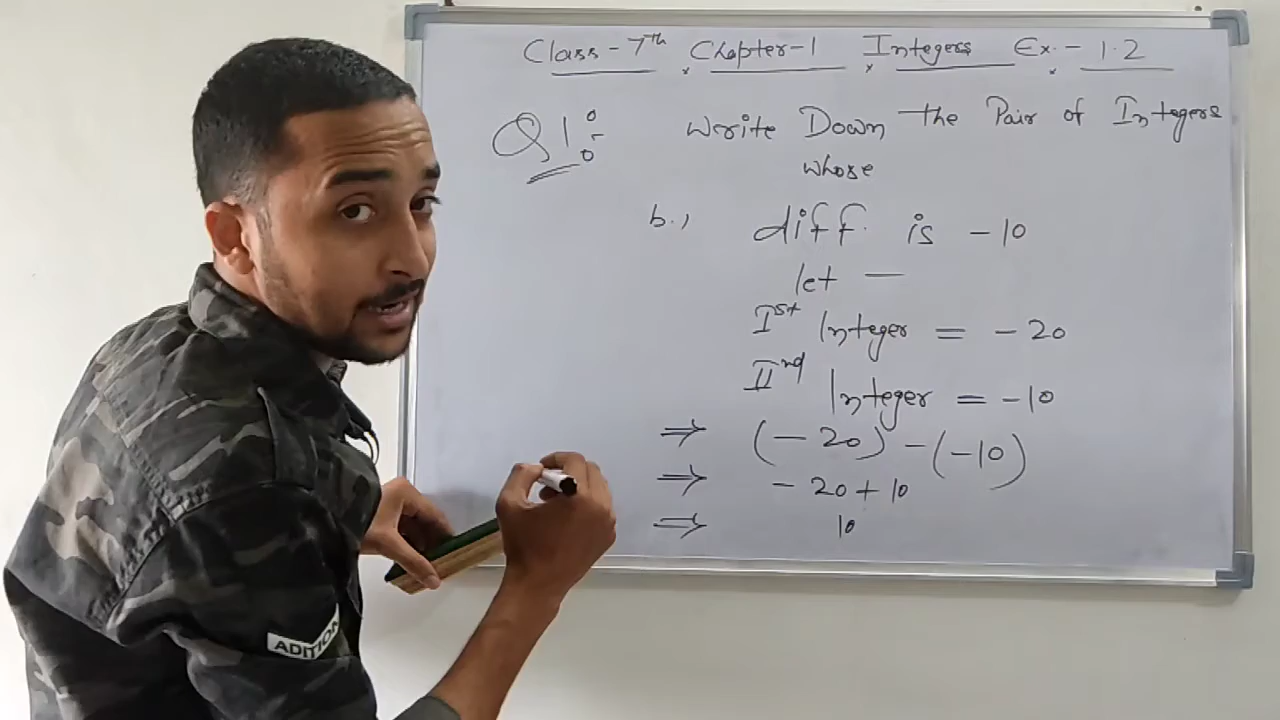 Class-7th Chapter-1 Integers Ex.-1.2
Q1:- Write Down the Pair of Integers
whose
b., diff. is -10
let —
Ist Integer = -20
IInd Integer = -10
⇒ (-20) -(-10)
⇒ -20+10
⇒ 10
ADITION